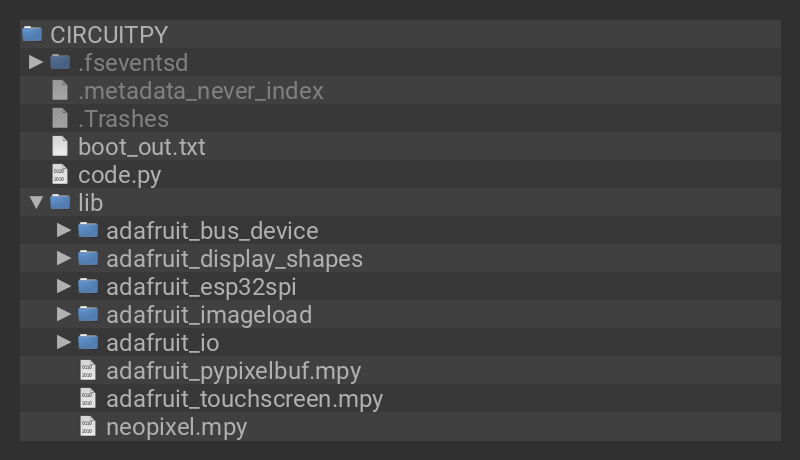 CIRCUITPY
.fseventsd
.metadata_never_index
.Trashes
boot_out.txt
code.py
lib
adafruit_bus_device
adafruit_display_shapes
adafruit_esp32spi
adafruit_imageload
adafruit_io
adafruit_pypixelbuf.mpy
adafruit_touchscreen.mpy
neopixel.mpy